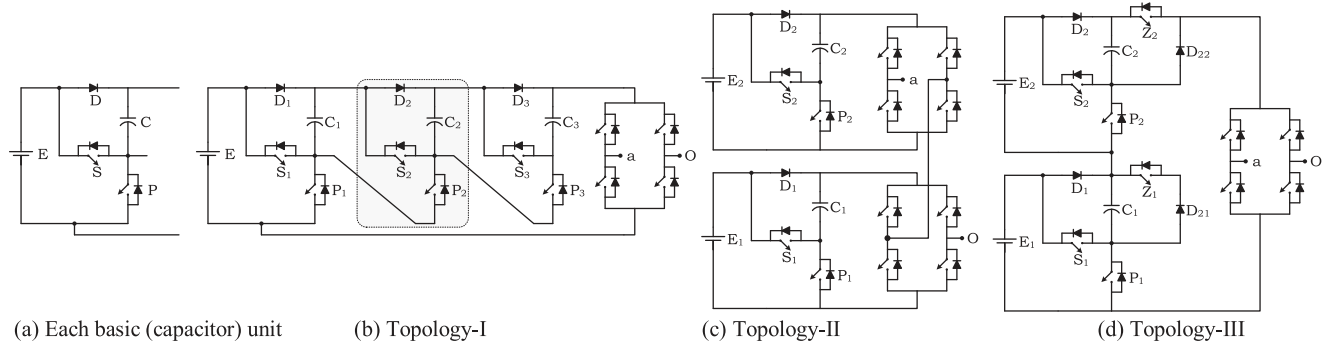 D
C
E
S
P
D₁
D₂
D₃
C₁
C₂
C₃
E
S₁
S₂
S₃
P₁
P₂
P₃
a
O
D₂
C₂
E₂
S₂
P₂
a
D₁
C₁
E₁
S₁
P₁
O
D₂
Z₂
C₂
D₂₂
E₂
S₂
P₂
a
O
D₁
Z₁
C₁
D₂₁
E₁
S₁
P₁
(a) Each basic (capacitor) unit
(b) Topology-I
(c) Topology-II
(d) Topology-III